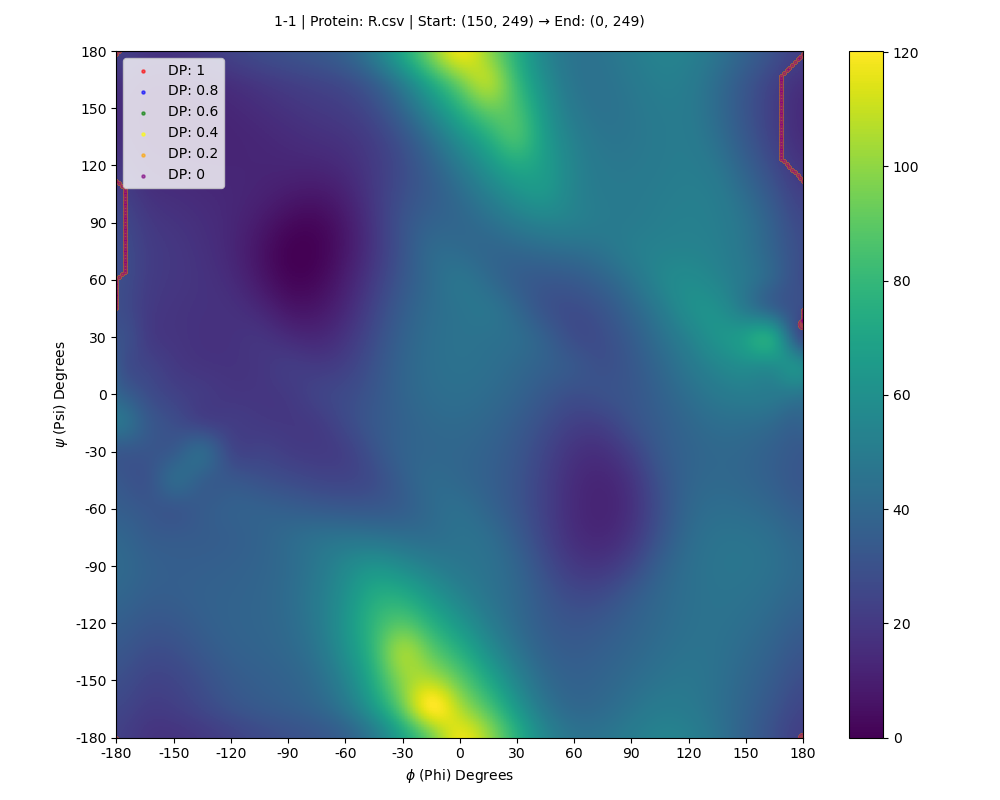 1-1 | Protein: R.csv | Start: (150, 249) → End: (0, 249)
DP: 1
DP: 0.8
DP: 0.6
DP: 0.4
DP: 0.2
DP: 0
180
150
120
90
60
30
0
-30
-60
-90
-120
-150
-180
ψ (Psi) Degrees
-180 -150 -120 -90 -60 -30 0 30 60 90 120 150 180
ϕ (Phi) Degrees
120
100
80
60
40
20
0